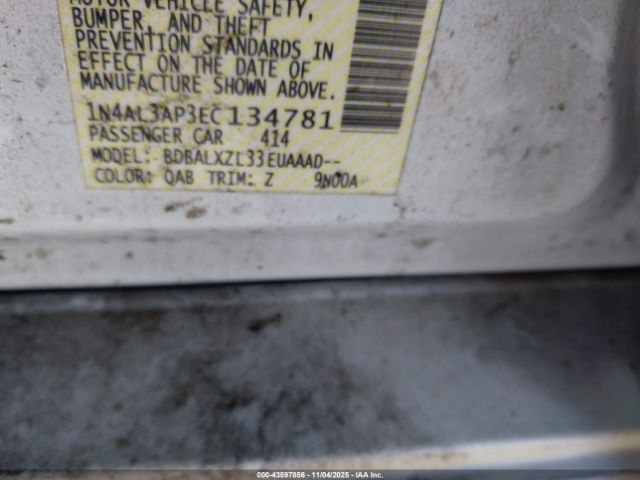 MOTOR VEHICLE SAFETY,
BUMPER, AND THEFT
PREVENTION STANDARDS IN
EFFECT ON THE DATE OF
MANUFACTURE SHOWN ABOVE.
1N4AL3AP3EC134781
PASSENGER CAR 414
MODEL: BDBALXZL33EUAAAD--
COLOR: QAB TRIM: Z 9N00A
000-43597856 - 11/04/2025 - IAA Inc.